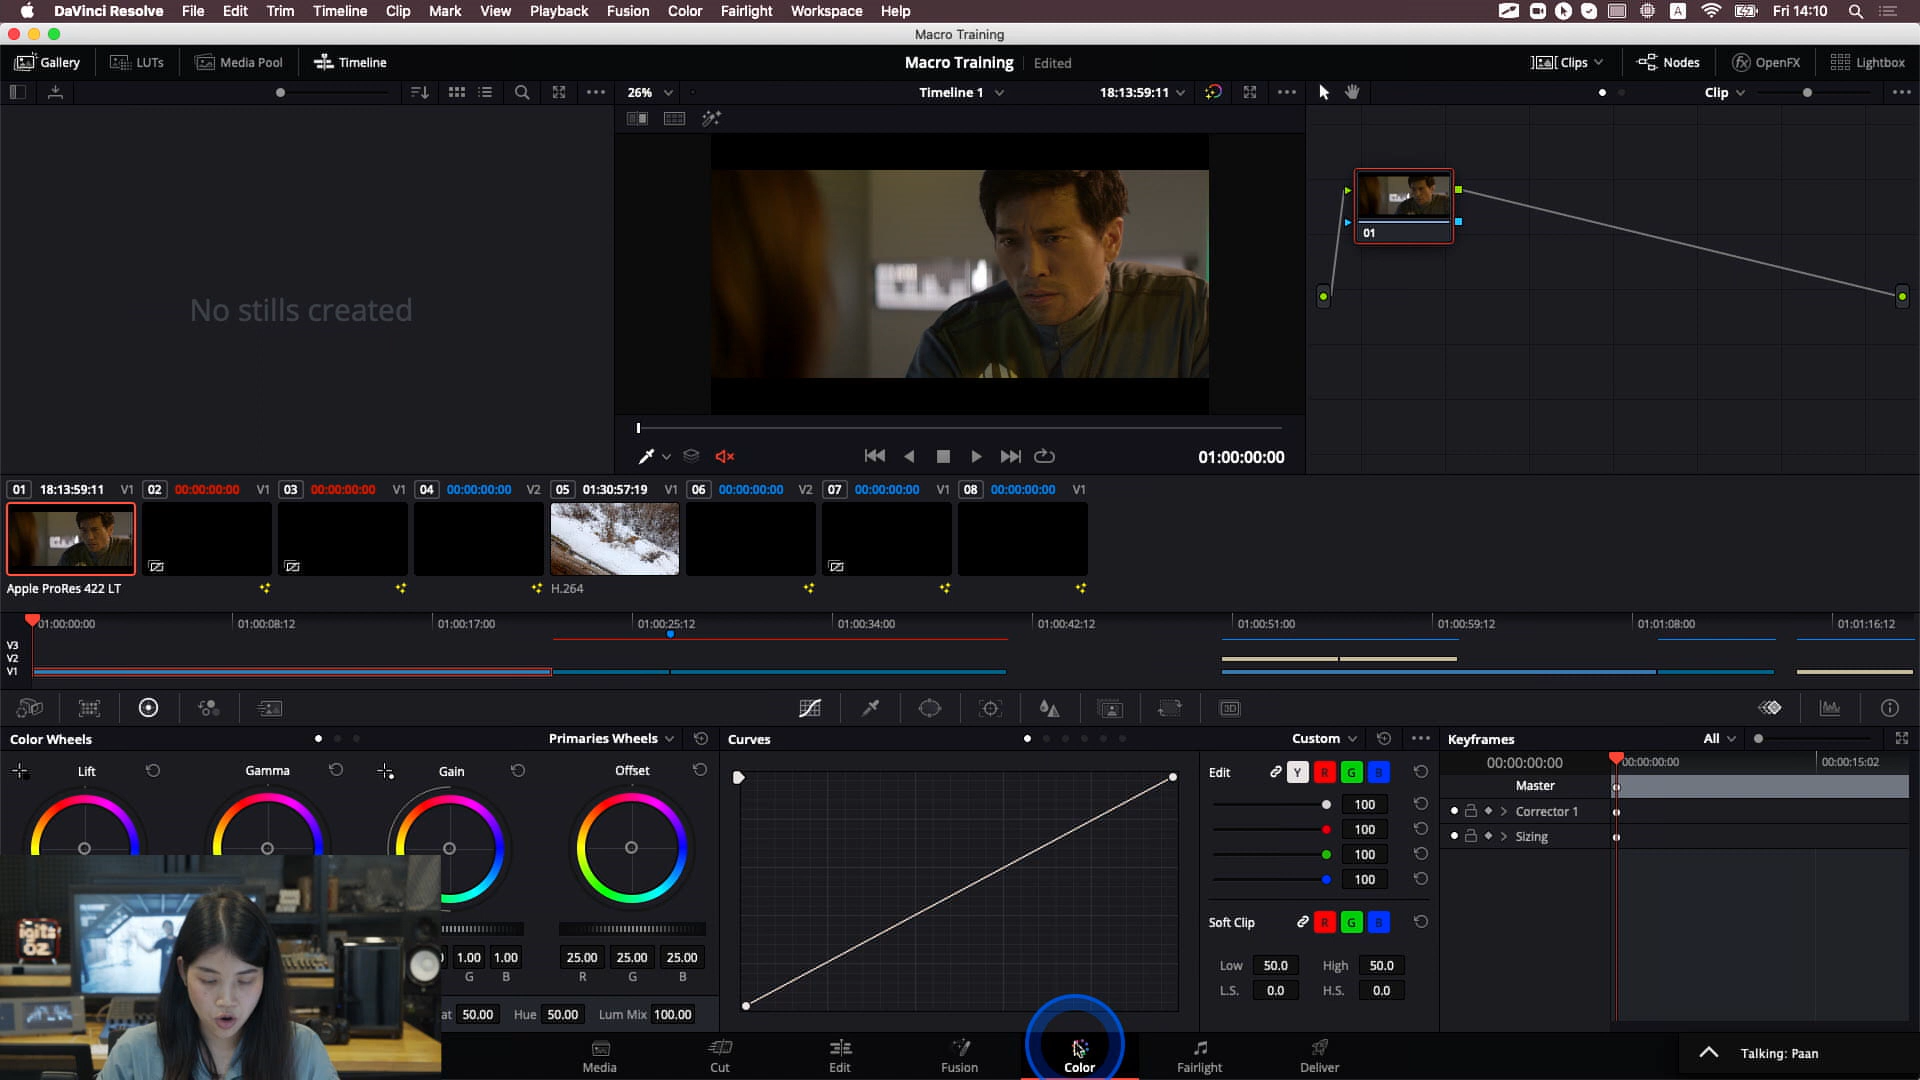 DaVinci Resolve File Edit Trim Timeline Clip Mark View Playback Fusion Color Fairlight Workspace Help A Fri 14:10
Macro Training
Gallery LUTs Media Pool Timeline Macro Training Edited Clips Nodes fx OpenFX Lightbox
26% Timeline 1 18:13:59:11 Clip
No stills created
01
01:00:00:00
01 18:13:59:11 V1 02 00:00:00:00 V1 03 00:00:00:00 V1 04 00:00:00:00 V2 05 01:30:57:19 V1 06 00:00:00:00 V2 07 00:00:00:00 V1 08 00:00:00:00 V1
Apple ProRes 422 LT H.264
01:00:00:00 01:00:08:12 01:00:17:00 01:00:25:12 01:00:34:00 01:00:42:12 01:00:51:00 01:00:59:12 01:01:08:00 01:01:16:12
V3
V2
V1
3D
Color Wheels Primaries Wheels Curves Custom Keyframes All
Lift Gamma Gain Offset Edit Y R G B 00:00:00:00 00:00:00:00 00:00:15:02
Master
100 Corrector 1
100 Sizing
100
100
Soft Clip R G B
1.00 1.00 25.00 25.00 25.00 Low 50.0 High 50.0
G B R G B L.S. 0.0 H.S. 0.0
at 50.00 Hue 50.00 Lum Mix 100.00
igits
oz
Media Cut Edit Fusion Color Fairlight Deliver
Talking: Paan